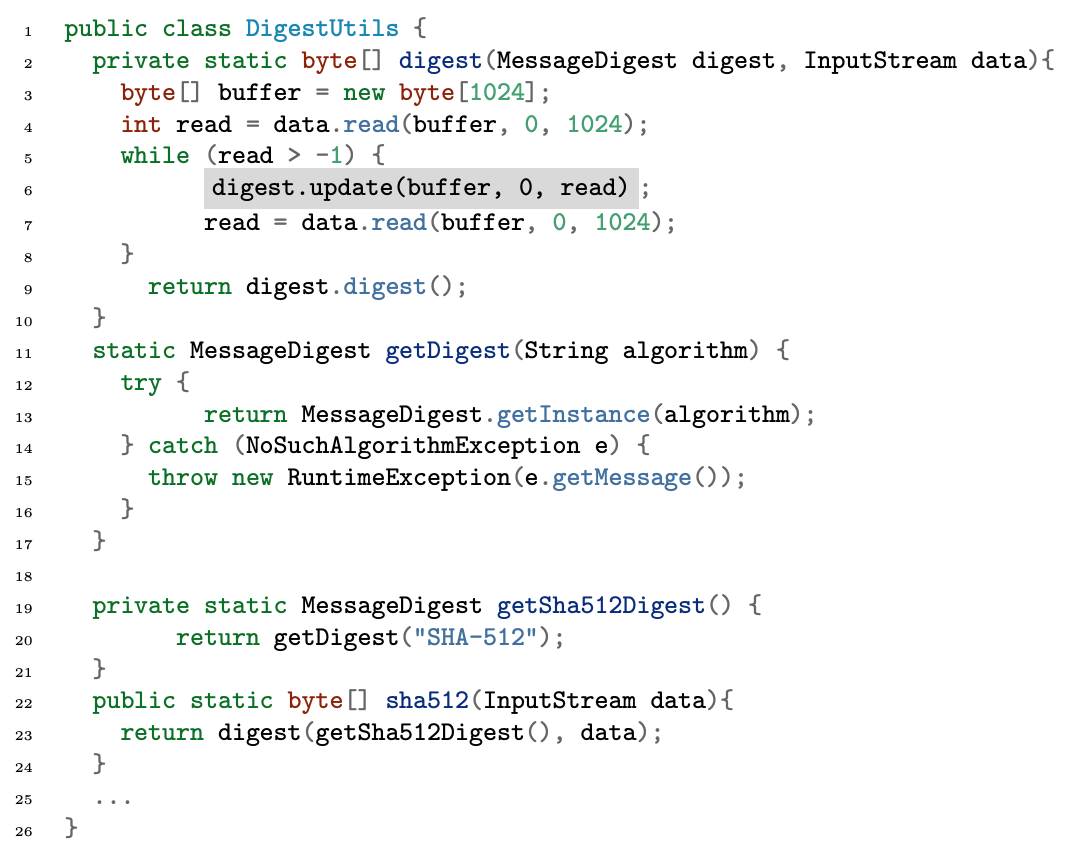 1 public class DigestUtils {
2 private static byte[] digest(MessageDigest digest, InputStream data){
3 byte[] buffer = new byte[1024];
4 int read = data.read(buffer, 0, 1024);
5 while (read > -1) {
6 digest.update(buffer, 0, read) ;
7 read = data.read(buffer, 0, 1024);
8 }
9 return digest.digest();
10 }
11 static MessageDigest getDigest(String algorithm) {
12 try {
13 return MessageDigest.getInstance(algorithm);
14 } catch (NoSuchAlgorithmException e) {
15 throw new RuntimeException(e.getMessage());
16 }
17 }
18
19 private static MessageDigest getSha512Digest() {
20 return getDigest("SHA-512");
21 }
22 public static byte[] sha512(InputStream data){
23 return digest(getSha512Digest(), data);
24 }
25 ...
26 }